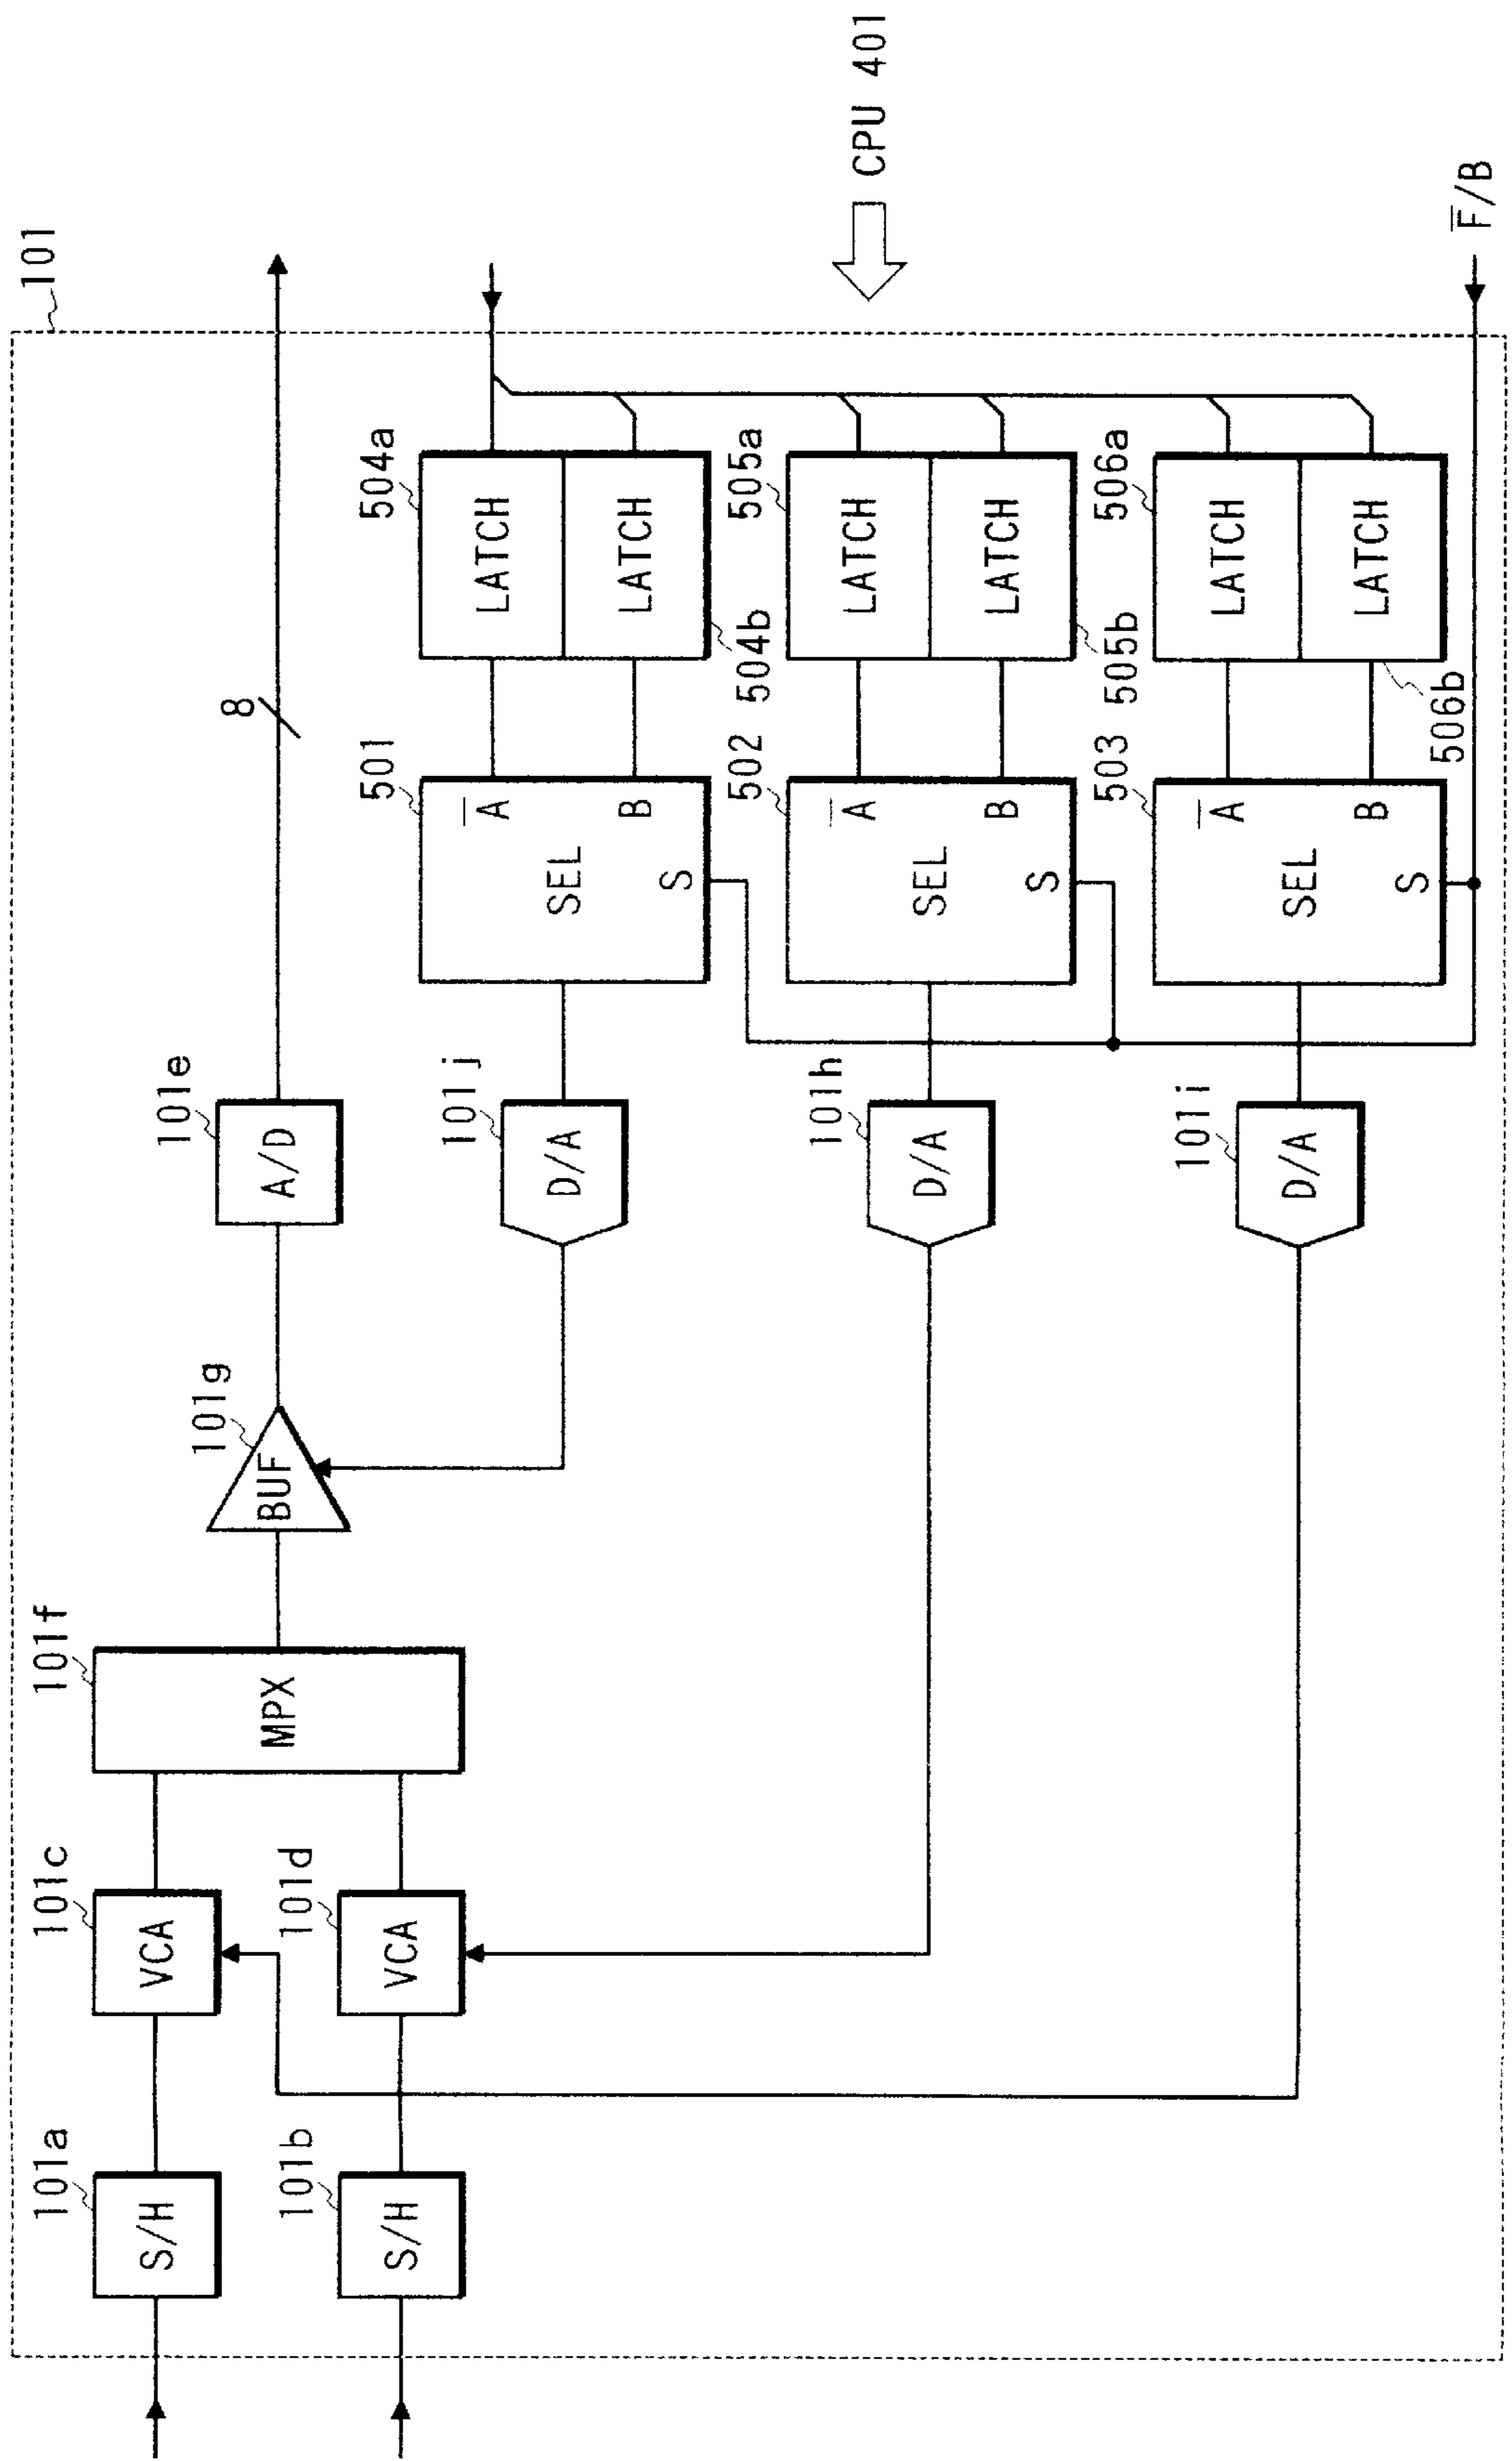 101
101a
S/H
101c
VCA
101f
MPX
101g
BUF
101e
A/D
8
101b
S/H
101d
VCA
101j
D/A
501
SEL
A̅
B
S
504a
LATCH
LATCH
504b
101h
D/A
502
SEL
A̅
B
S
505a
LATCH
LATCH
505b
CPU 401
101i
D/A
503
SEL
A̅
B
S
506a
LATCH
LATCH
506b
F̅/B